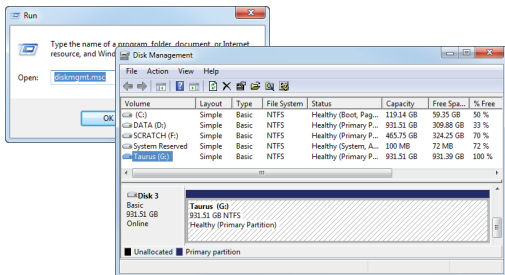 Run
Type the name of a program, folder, document, or Internet
resource, and Wind
Open:
diskmgmt.msc
OK
Disk Management
File Action View Help
Volume Layout Type File System Status Capacity Free Spa... % Free
(C:) Simple Basic NTFS Healthy (Boot, Pag... 119.14 GB 59.35 GB 50 %
DATA (D:) Simple Basic NTFS Healthy (Primary P... 931.51 GB 309.88 GB 33 %
SCRATCH (F:) Simple Basic NTFS Healthy (Primary P... 465.75 GB 324.25 GB 70 %
System Reserved Simple Basic NTFS Healthy (System, A... 100 MB 72 MB 72 %
Taurus (G:) Simple Basic NTFS Healthy (Primary P... 931.51 GB 931.39 GB 100 %
Disk 3
Basic
931.51 GB
Online
Taurus (G:)
931.51 GB NTFS
Healthy (Primary Partition)
Unallocated Primary partition